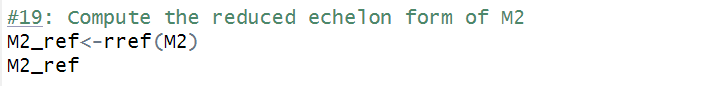 #19: Compute the reduced echelon form of M2
M2_ref<-rref(M2)
M2_ref